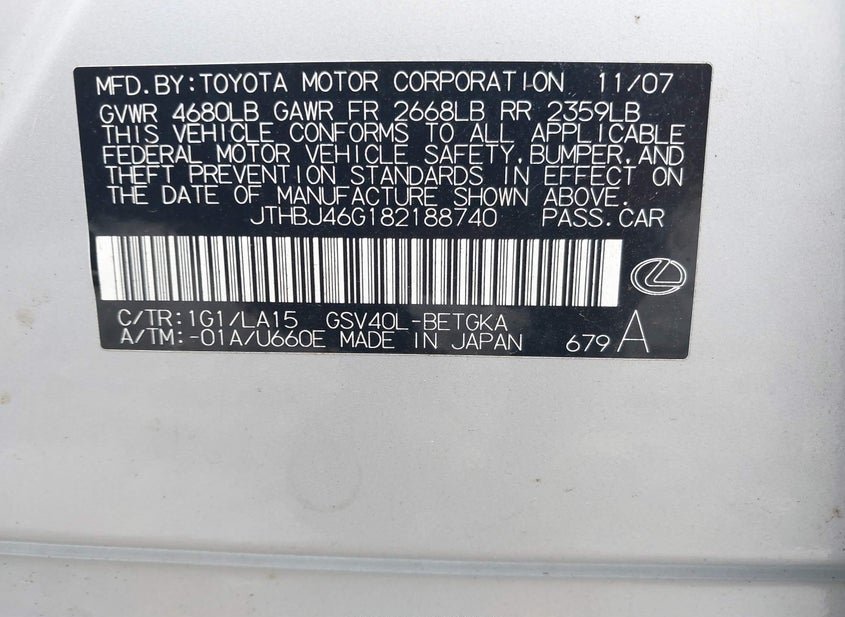 MFD.BY:TOYOTA MOTOR CORPORATION 11/07
GVWR 4680LB GAWR FR 2668LB RR 2359LB
THIS VEHICLE CONFORMS TO ALL APPLICABLE
FEDERAL MOTOR VEHICLE SAFETY,BUMPER,AND
THEFT PREVENTION STANDARDS IN EFFECT ON
THE DATE OF MANUFACTURE SHOWN ABOVE.
JTHBJ46G182188740 PASS.CAR
C/TR:1G1/LA15 GSV40L-BETGKA
A/TM:-01A/U660E MADE IN JAPAN 679 A